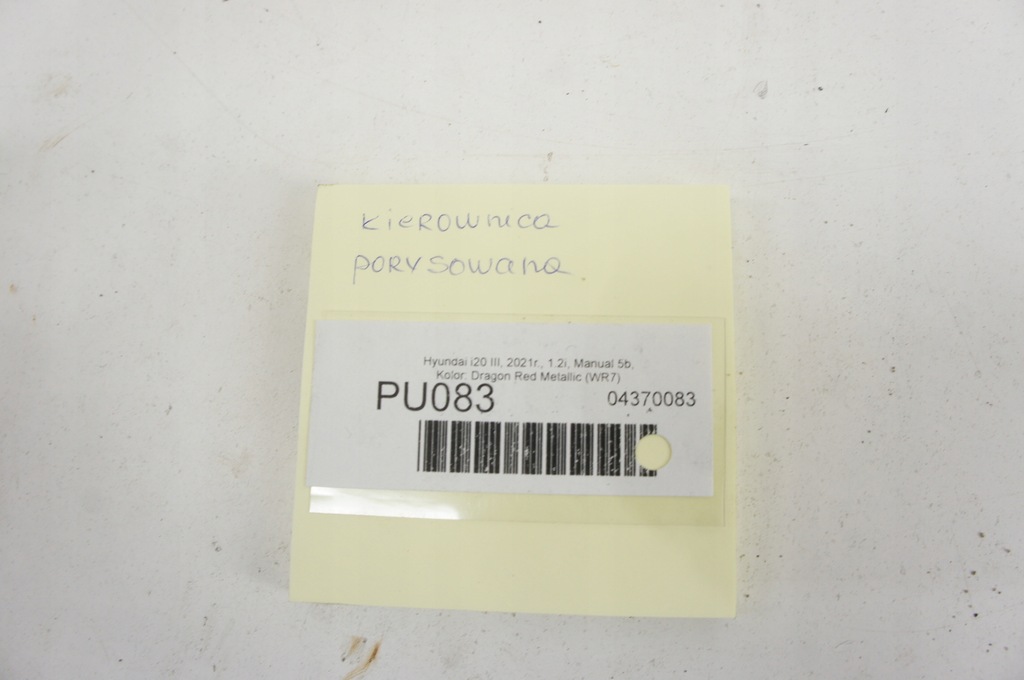 kierownica
porysowana.
Hyundai i20 III, 2021r., 1.2i, Manual 5b,
Kolor: Dragon Red Metallic (WR7)
PU083 04370083